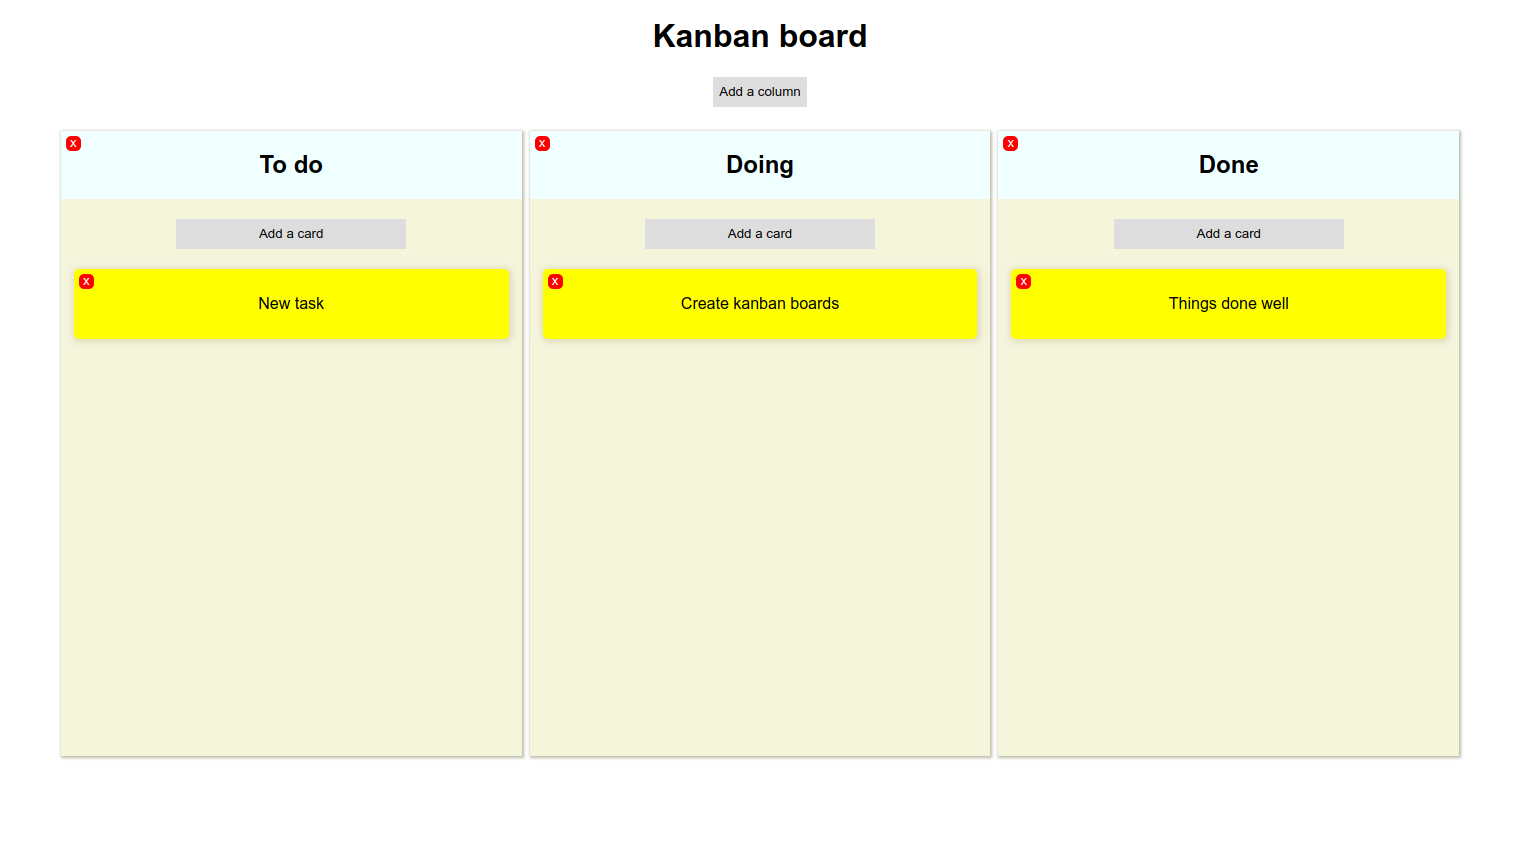 Kanban board
Add a column
x
To do
Add a card
x
New task
x
Doing
Add a card
x
Create kanban boards
x
Done
Add a card
x
Things done well